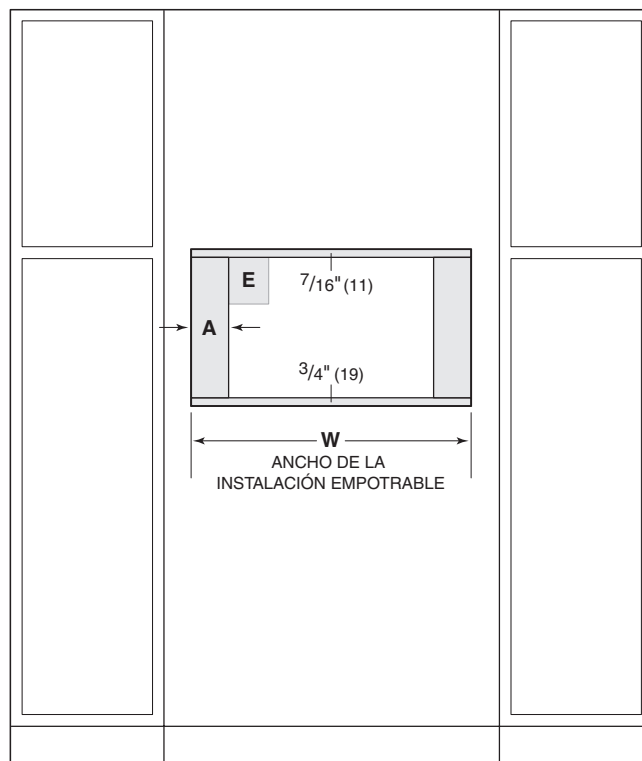 E
7/16" (11)
A
3/4" (19)
W
ANCHO DE LA
INSTALACIÓN EMPOTRABLE